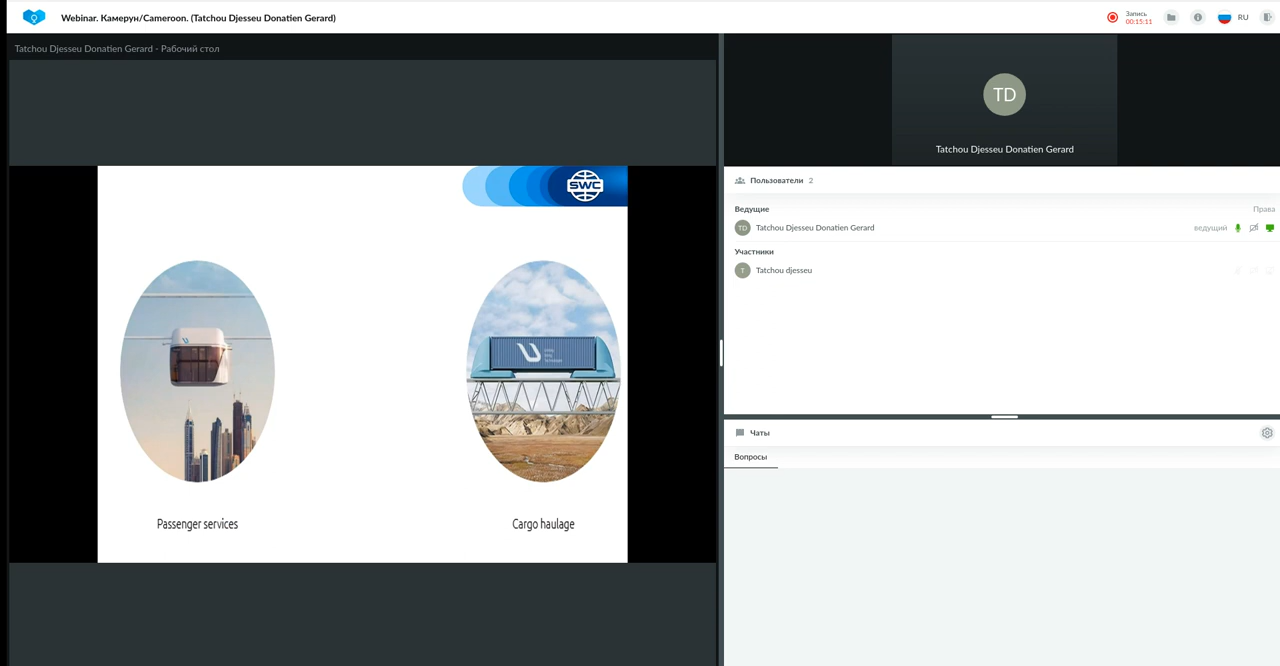 Webinar. Камерун/Cameroon. (Tatchou Djesseu Donatien Gerard)
Запись
00:15:11
RU
Tatchou Djesseu Donatien Gerard - Рабочий стол
SWC
Passenger services
Cargo haulage
TD
Tatchou Djesseu Donatien Gerard
Пользователи 2
Ведущие Права
TD Tatchou Djesseu Donatien Gerard ведущий
Участники
T Tatchou djesseu
Чаты
Вопросы